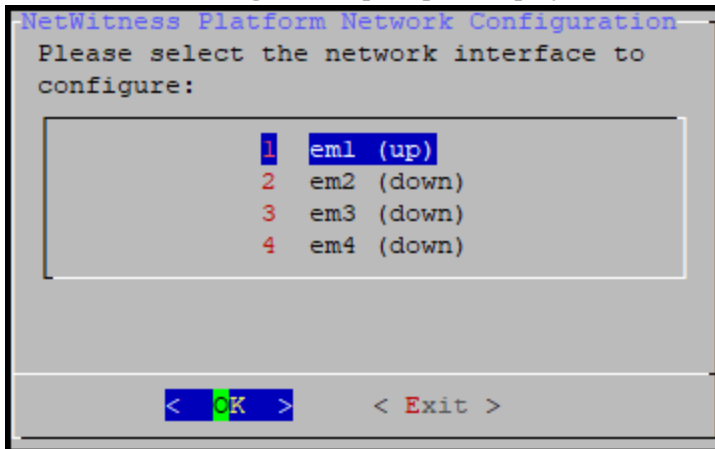 NetWitness Platform Network Configuration
Please select the network interface to
configure:
1 em1 (up)
2 em2 (down)
3 em3 (down)
4 em4 (down)
< OK > < Exit >